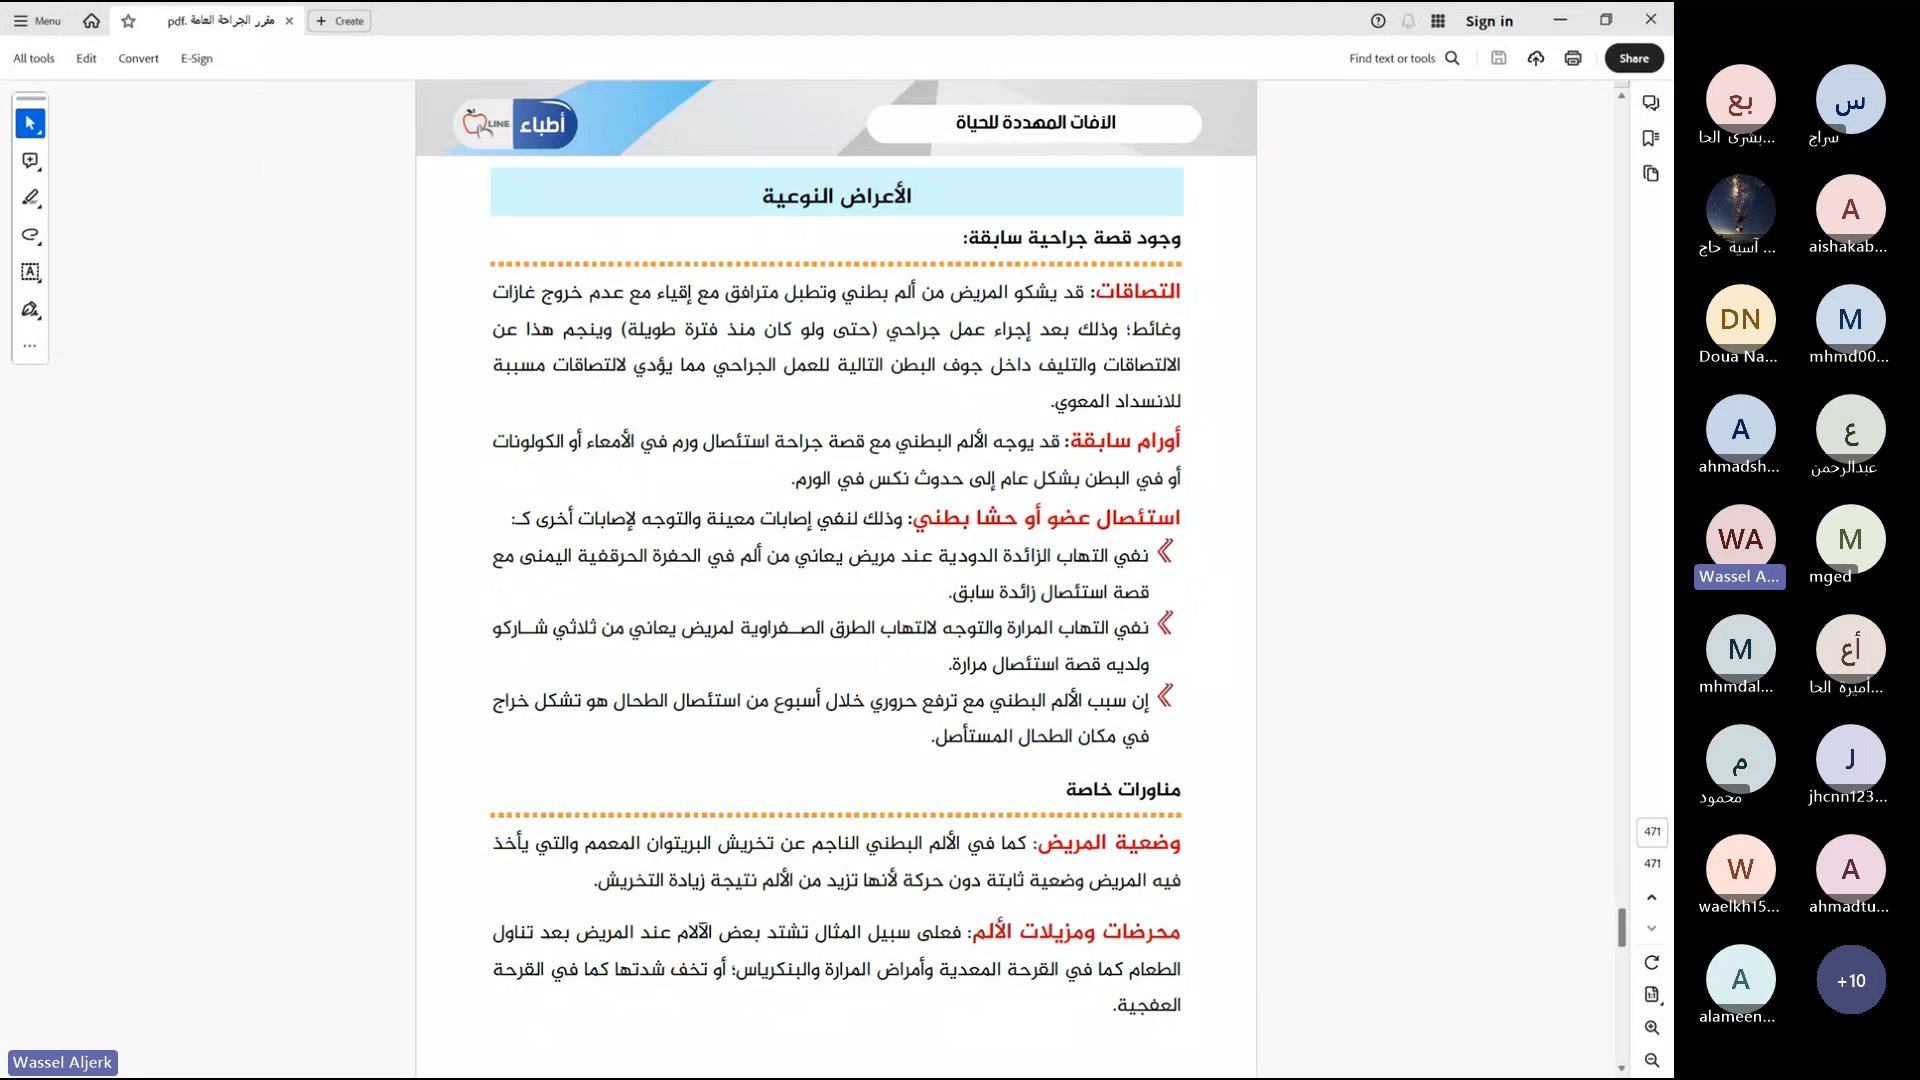 Menu
مقرر الجراحة العامة .pdf
Create
Sign in
All tools
Edit
Convert
E-Sign
Find text or tools
Share
LINE أطباء
الآفات المهددة للحياة
الأعراض النوعية
وجود قصة جراحية سابقة:
التصاقات: قد يشكو المريض من ألم بطني وتطبل مترافق مع إقياء مع عدم خروج غازات
وغائط؛ وذلك بعد إجراء عمل جراحي (حتى ولو كان منذ فترة طويلة) وينجم هذا عن
الالتصاقات والتليف داخل جوف البطن التالية للعمل الجراحي مما يؤدي لالتصاقات مسببة
للانسداد المعوي.
أورام سابقة: قد يوجه الألم البطني مع قصة جراحة استئصال ورم في الأمعاء أو الكولونات
أو في البطن بشكل عام إلى حدوث نكس في الورم.
استئصال عضو أو حشا بطني: وذلك لنفي إصابات معينة والتوجه لإصابات أخرى كـ:
نفي التهاب الزائدة الدودية عند مريض يعاني من ألم في الحفرة الحرقفية اليمنى مع
قصة استئصال زائدة سابق.
نفي التهاب المرارة والتوجه لالتهاب الطرق الصـفراوية لمريض يعاني من ثلاثي شـاركو
ولديه قصة استئصال مرارة.
إن سبب الألم البطني مع ترفع حروري خلال أسبوع من استئصال الطحال هو تشكل خراج
في مكان الطحال المستأصل.
مناورات خاصة
وضعية المريض: كما في الألم البطني الناجم عن تخريش البريتوان المعمم والتي يأخذ
فيه المريض وضعية ثابتة دون حركة لأنها تزيد من الألم نتيجة زيادة التخريش.
محرضات ومزيلات الألم: فعلى سبيل المثال تشتد بعض الآلام عند المريض بعد تناول
الطعام كما في القرحة المعدية وأمراض المرارة والبنكرياس؛ أو تخف شدتها كما في القرحة
العفجية.
471
471
Wassel Aljerk
بع
بشرى الحا...
س
سراج
آسية حاج ...
A
aishakab...
DN
Doua Na...
M
mhmd00...
A
ahmadsh...
ع
عبدالرحمن
WA
Wassel A...
M
mged
M
mhmdal...
أع
أميرة الحا...
م
محمود
J
jhcnn123...
W
waelkh15...
A
ahmadtu...
A
alameen...
+10